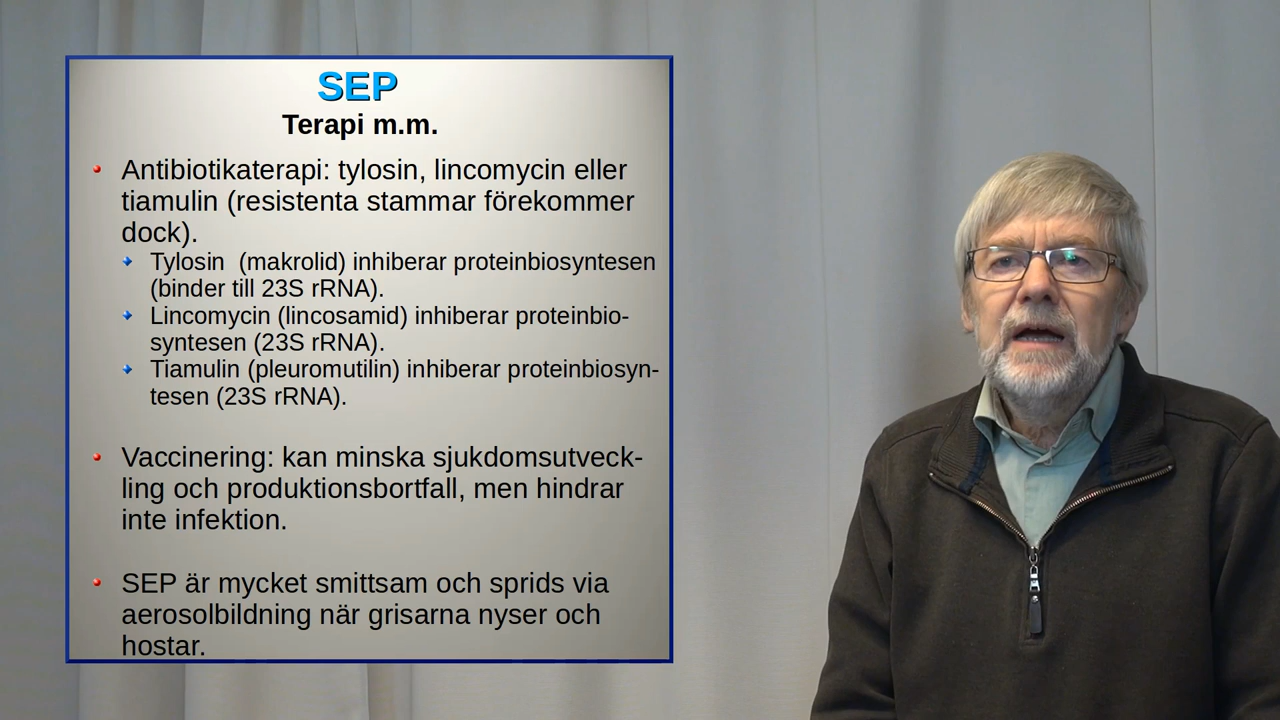 SEP
Terapi m.m.
Antibiotikaterapi: tylosin, lincomycin eller
tiamulin (resistenta stammar förekommer
dock).
Tylosin  (makrolid) inhiberar proteinbiosyntesen
(binder till 23S rRNA).
Lincomycin (lincosamid) inhiberar proteinbio-
syntesen (23S rRNA).
Tiamulin (pleuromutilin) inhiberar proteinbiosyn-
tesen (23S rRNA).
Vaccinering: kan minska sjukdomsutveck-
ling och produktionsbortfall, men hindrar
inte infektion.
SEP är mycket smittsam och sprids via
aerosolbildning när grisarna nyser och
hostar.